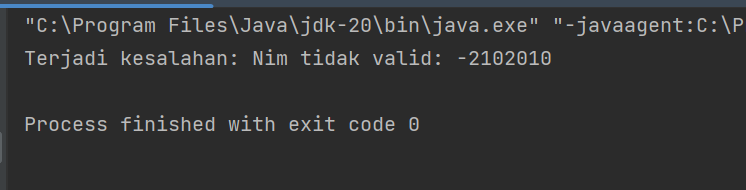 "C:\Program Files\Java\jdk-20\bin\java.exe" "-javaagent:C:\P
Terjadi kesalahan: Nim tidak valid: -2102010
Process finished with exit code 0